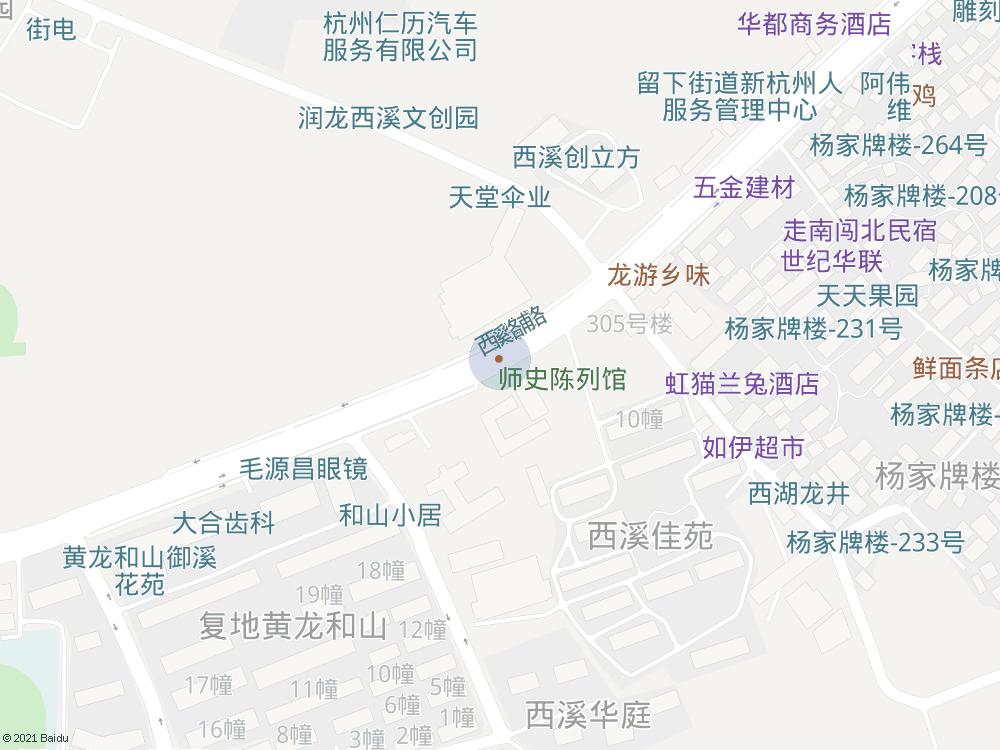 园
街电
杭州仁历汽车
服务有限公司
华都商务酒店
雕刻
栈
留下街道新杭州人
服务管理中心
阿伟
维
鸡
润龙西溪文创园
西溪创立方
杨家牌楼-264号
天堂伞业
五金建材
杨家牌楼-208
走南闯北民宿
世纪华联
龙游乡味
杨家牌
天天果园
西溪路辅路
305号楼
杨家牌楼-231号
师史陈列馆
虹猫兰兔酒店
鲜面条店
10幢
杨家牌楼-
如伊超市
毛源昌眼镜
杨家牌楼
西湖龙井
大合齿科
和山小居
西溪佳苑
杨家牌楼-233号
黄龙和山御溪
花苑
18幢
19幢
复地黄龙和山
12幢
10幢
17幢
11幢
5幢
6幢
1幢
西溪华庭
16幢
8幢
3幢
2幢
© 2021 Baidu